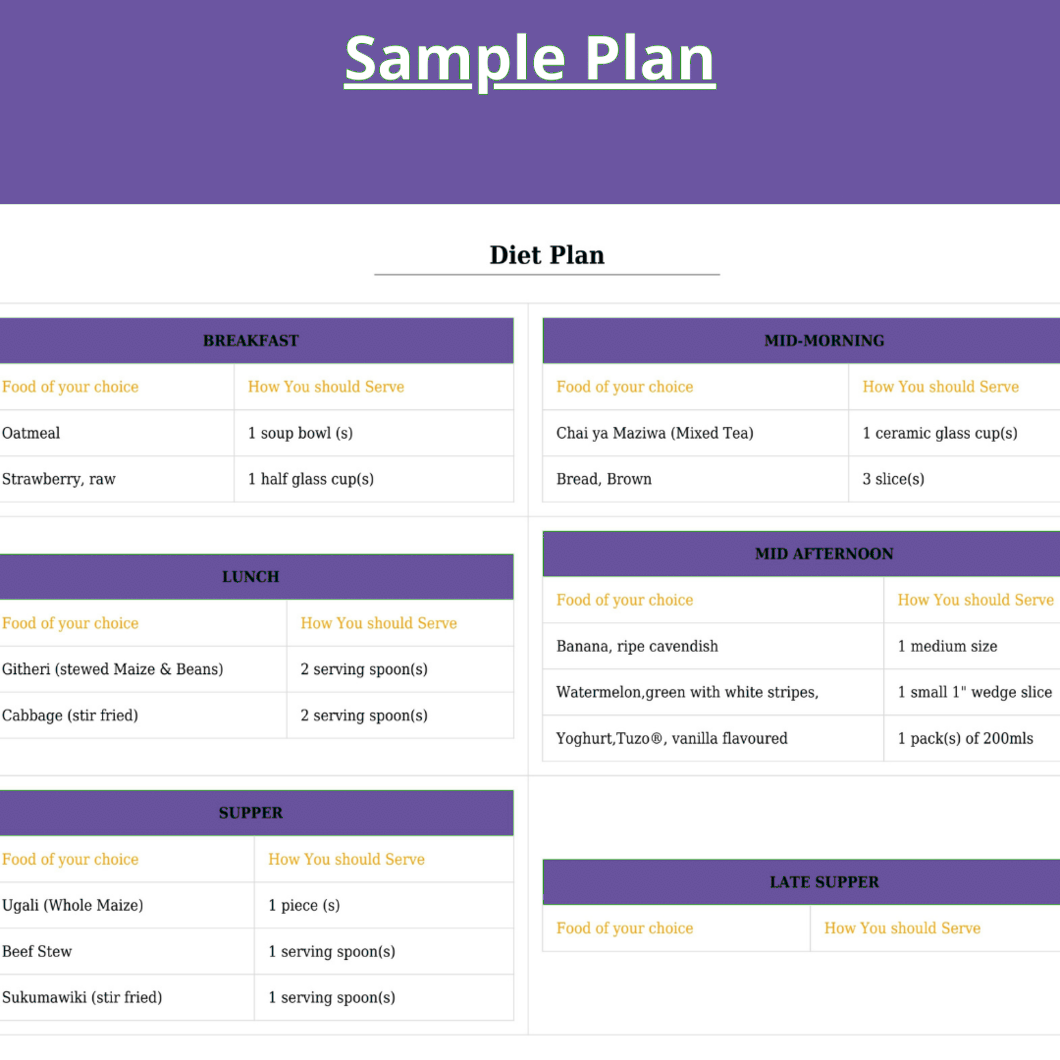 Sample Plan
Diet Plan
BREAKFAST
Food of your choice How You should Serve
Oatmeal 1 soup bowl (s)
Strawberry, raw 1 half glass cup(s)
MID-MORNING
Food of your choice How You should Serve
Chai ya Maziwa (Mixed Tea) 1 ceramic glass cup(s)
Bread, Brown 3 slice(s)
LUNCH
Food of your choice How You should Serve
Githeri (stewed Maize & Beans) 2 serving spoon(s)
Cabbage (stir fried) 2 serving spoon(s)
MID AFTERNOON
Food of your choice How You should Serve
Banana, ripe cavendish 1 medium size
Watermelon,green with white stripes, 1 small 1" wedge slice
Yoghurt,Tuzo®, vanilla flavoured 1 pack(s) of 200mls
SUPPER
Food of your choice How You should Serve
Ugali (Whole Maize) 1 piece (s)
Beef Stew 1 serving spoon(s)
Sukumawiki (stir fried) 1 serving spoon(s)
LATE SUPPER
Food of your choice How You should Serve